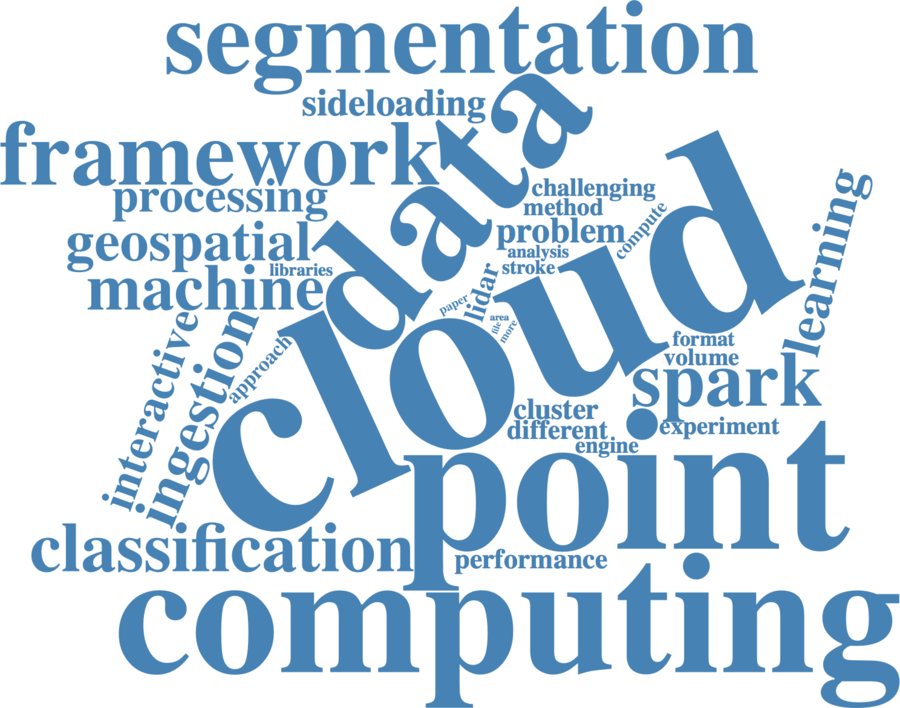 segmentation
sideloading
data
framework
processing
challenging
method
problem
compute
cloud
learning
geospatial
analysis
libraries
stroke
machine
lidar
paper
area
file
more
interactive
ingestion
approach
format
volume
spark
cluster
different
experiment
engine
point
classification
performance
computing